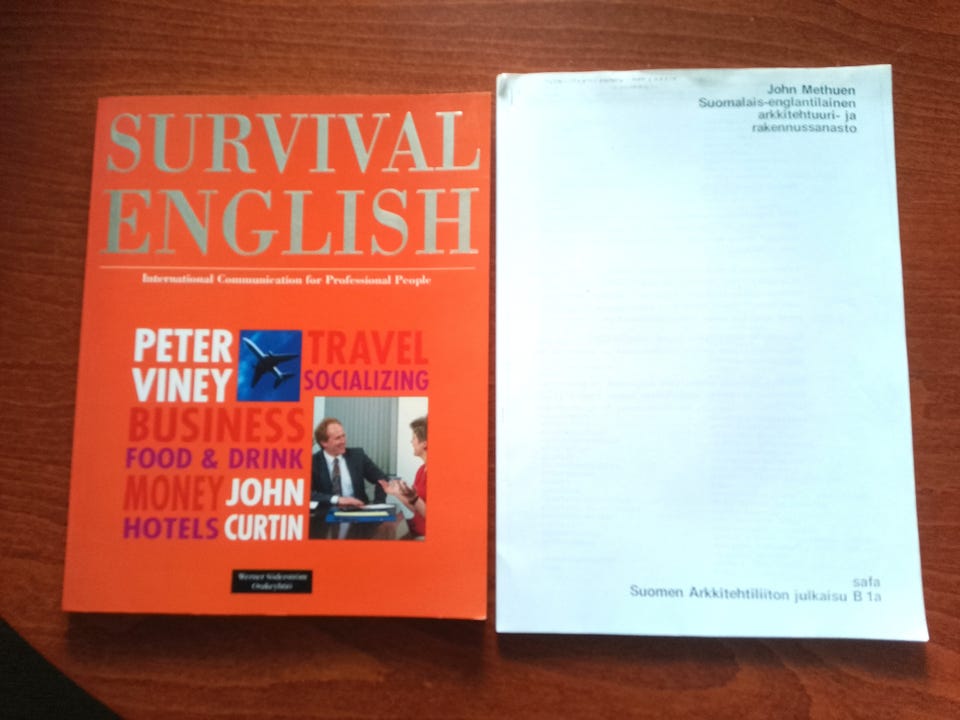 SURVIVAL
ENGLISH
International Communication for Professional People
PETER
VINEY
TRAVEL
SOCIALIZING
BUSINESS
FOOD & DRINK
MONEY JOHN
HOTELS CURTIN
Werner Söderström
Osakeyhtiö
John Methuen
Suomalais-englantilainen
arkkitehtuuri- ja
rakennussanasto
safa
Suomen Arkkitehtiliiton julkaisu B 1a